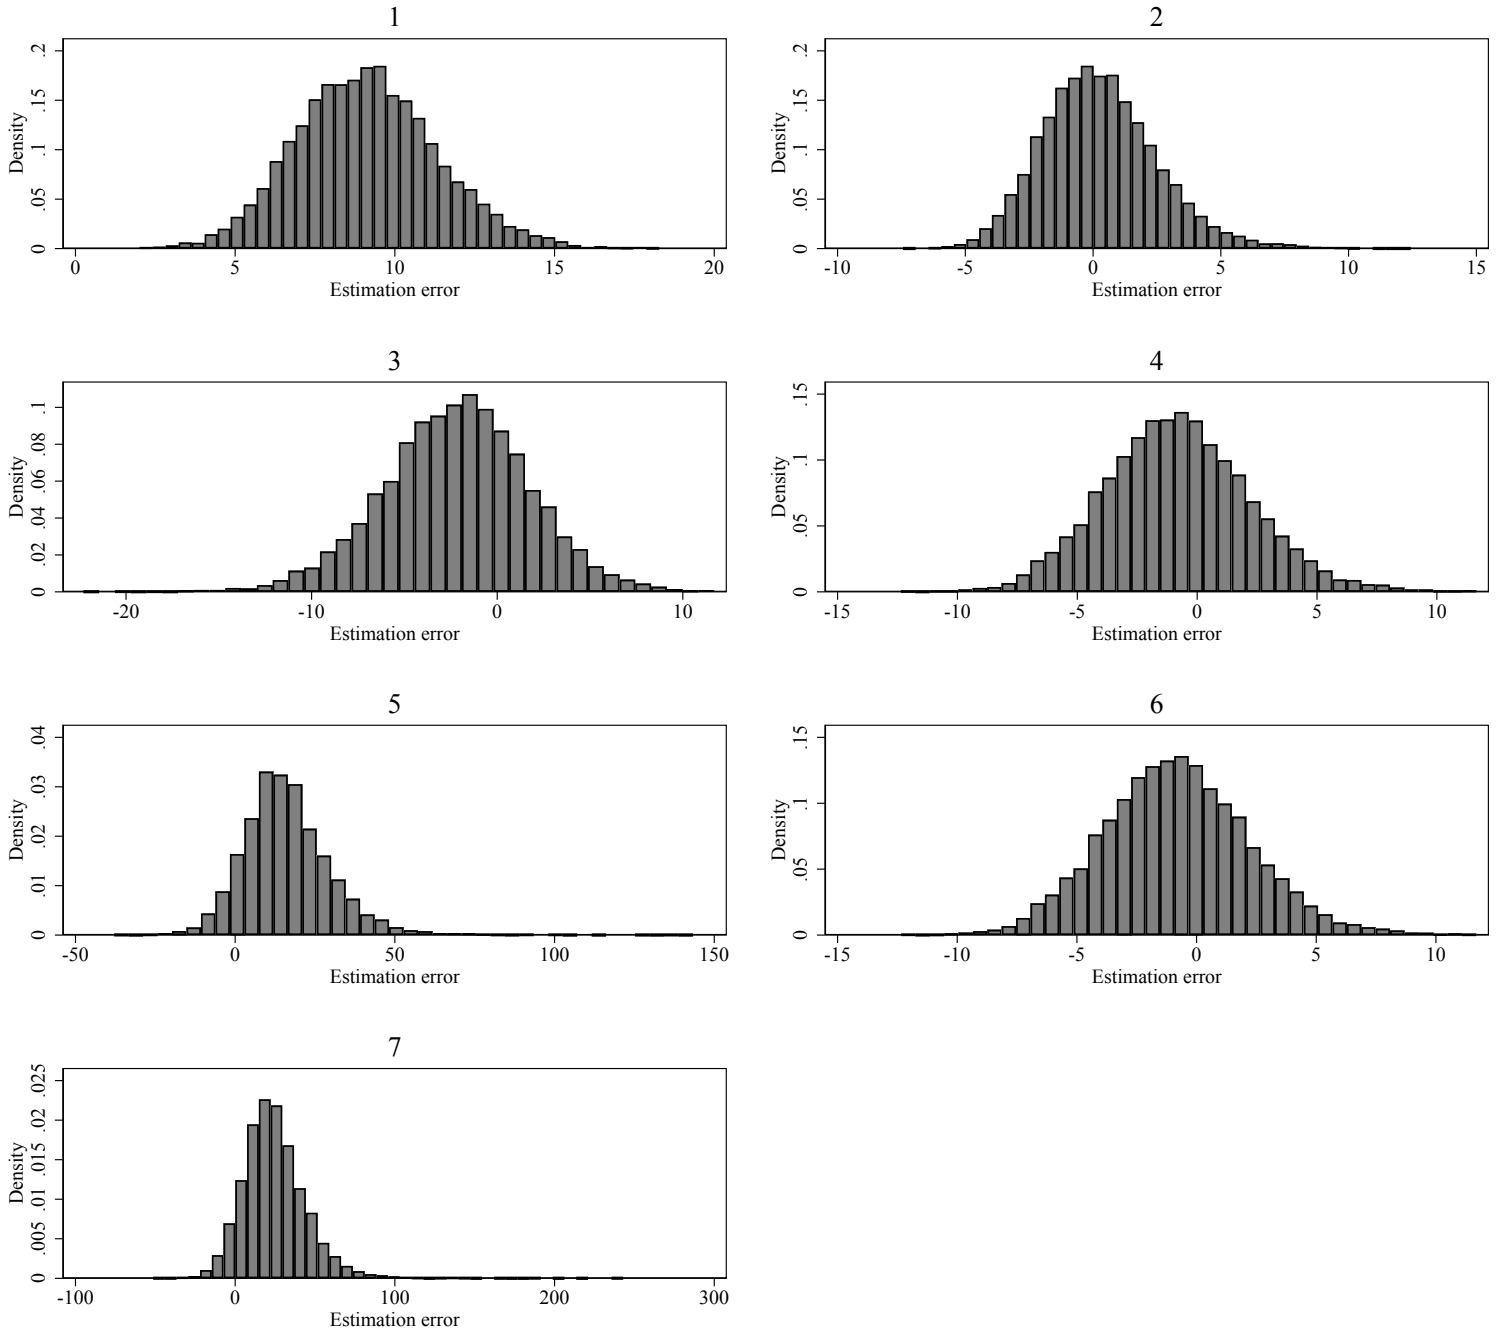 1
Density
0 .05 .1 .15 .2
0 5 10 15 20
Estimation error
2
Density
0 .05 .1 .15 .2
-10 -5 0 5 10 15
Estimation error
3
Density
0 .02 .04 .06 .08 .1
-20 -10 0 10
Estimation error
4
Density
0 .05 .1 .15
-15 -10 -5 0 5 10
Estimation error
5
Density
0 .01 .02 .03 .04
-50 0 50 100 150
Estimation error
6
Density
0 .05 .1 .15
-15 -10 -5 0 5 10
Estimation error
7
Density
0 .005 .01 .015 .02 .025
-100 0 100 200 300
Estimation error